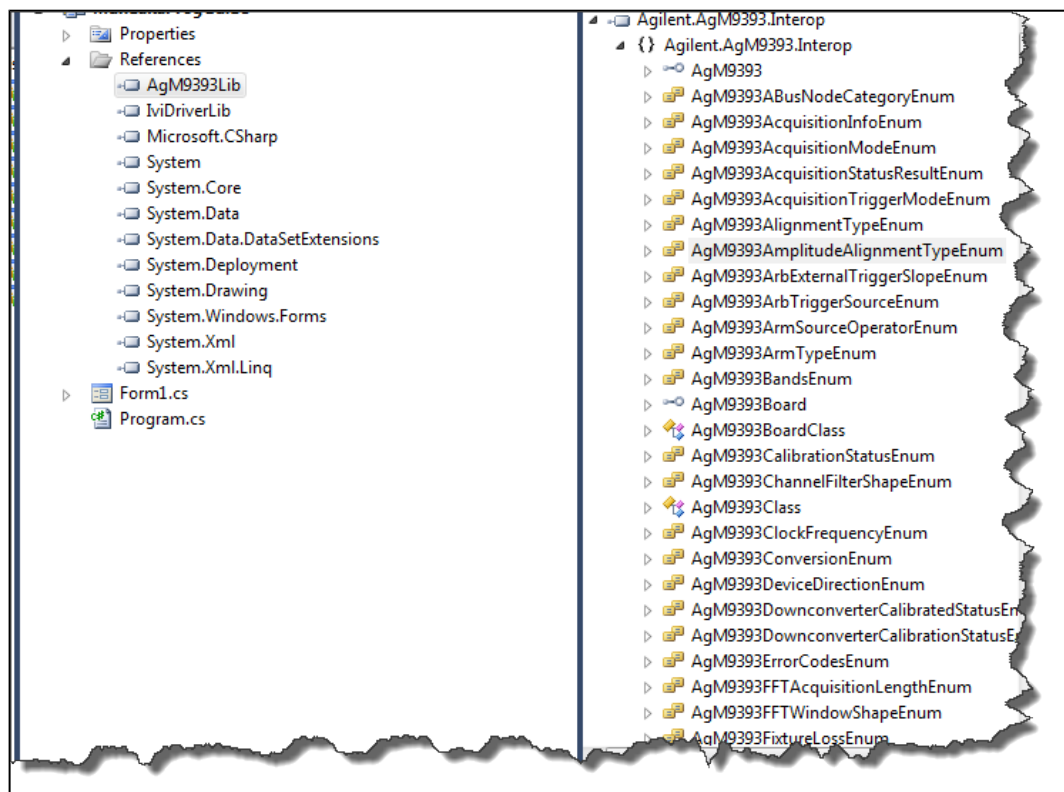 Properties
References
AgM9393Lib
IviDriverLib
Microsoft.CSharp
System
System.Core
System.Data
System.Data.DataSetExtensions
System.Deployment
System.Drawing
System.Windows.Forms
System.Xml
System.Xml.Linq
Form1.cs
Program.cs
Agilent.AgM9393.Interop
{} Agilent.AgM9393.Interop
AgM9393
AgM9393ABusNodeCategoryEnum
AgM9393AcquisitionInfoEnum
AgM9393AcquisitionModeEnum
AgM9393AcquisitionStatusResultEnum
AgM9393AcquisitionTriggerModeEnum
AgM9393AlignmentTypeEnum
AgM9393AmplitudeAlignmentTypeEnum
AgM9393ArbExternalTriggerSlopeEnum
AgM9393ArbTriggerSourceEnum
AgM9393ArmSourceOperatorEnum
AgM9393ArmTypeEnum
AgM9393BandsEnum
AgM9393Board
AgM9393BoardClass
AgM9393CalibrationStatusEnum
AgM9393ChannelFilterShapeEnum
AgM9393Class
AgM9393ClockFrequencyEnum
AgM9393ConversionEnum
AgM9393DeviceDirectionEnum
AgM9393DownconverterCalibratedStatusEn
AgM9393DownconverterCalibrationStatusE
AgM9393ErrorCodesEnum
AgM9393FFTAcquisitionLengthEnum
AgM9393FFTWindowShapeEnum
AgM9393FixtureLossEnum